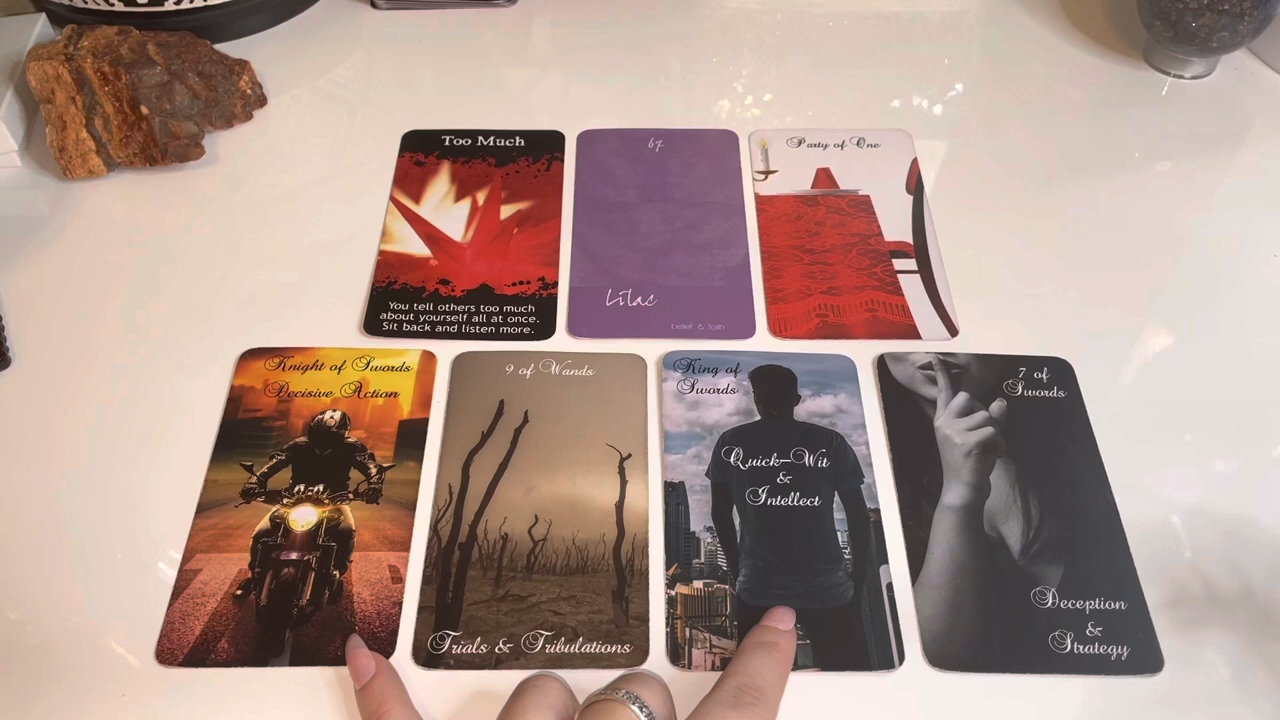 Too Much
You tell others too much
about yourself all at once.
Sit back and listen more.
67
Lilac
belief & faith
Party of One
Knight of Swords
Decisive Action
9 of Wands
Trials & Tribulations
King of
Swords
Quick-Wit
&
Intellect
7 of
Swords
Deception
&
Strategy